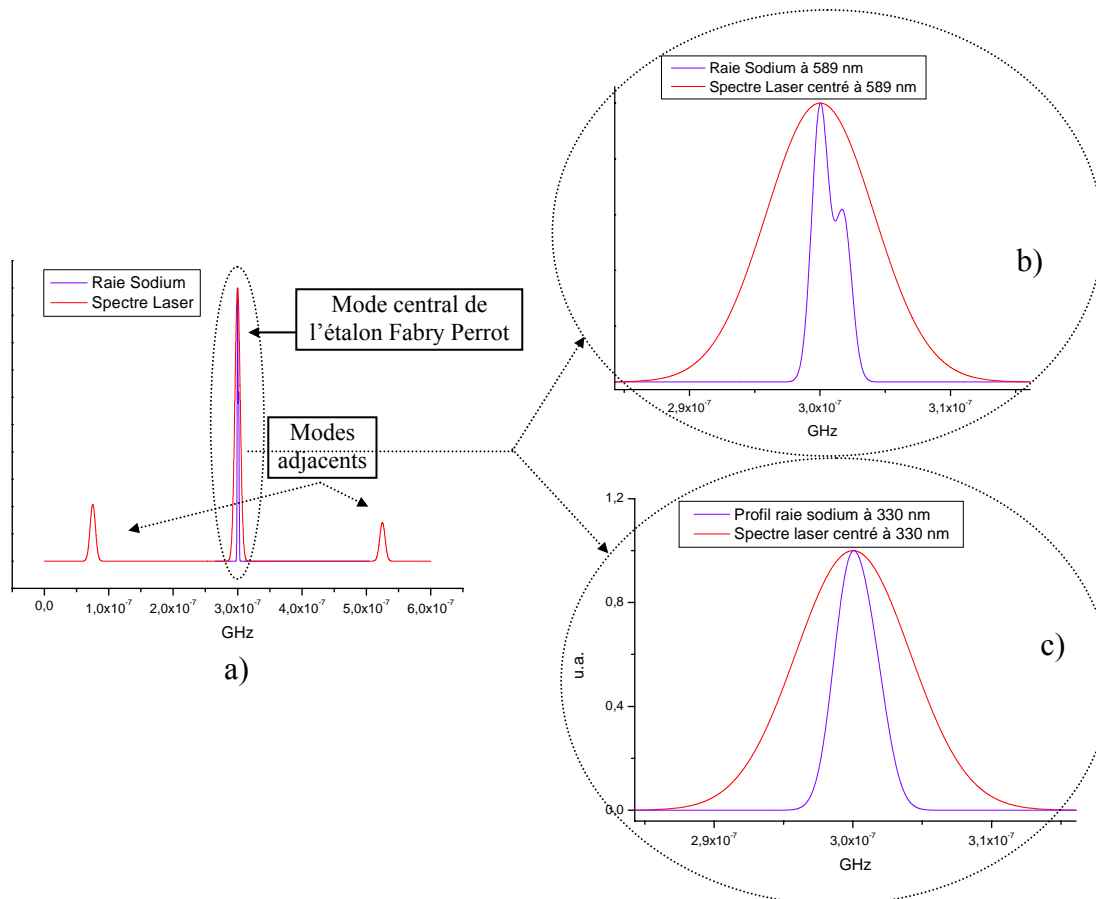 Raie Sodium
Spectre Laser
Mode central de
l'étalon Fabry Perrot
Modes
adjacents
0,0 1,0x10⁻⁷ 2,0x10⁻⁷ 3,0x10⁻⁷ 4,0x10⁻⁷ 5,0x10⁻⁷ 6,0x10⁻⁷
GHz
a)
Raie Sodium à 589 nm
Spectre Laser centré à 589 nm
b)
2,9x10⁻⁷ 3,0x10⁻⁷ 3,1x10⁻⁷
GHz
Profil raie sodium à 330 nm
Spectre laser centré à 330 nm
c)
1,2
0,8
0,4
0,0
u.a.
2,9x10⁻⁷ 3,0x10⁻⁷ 3,1x10⁻⁷
GHz